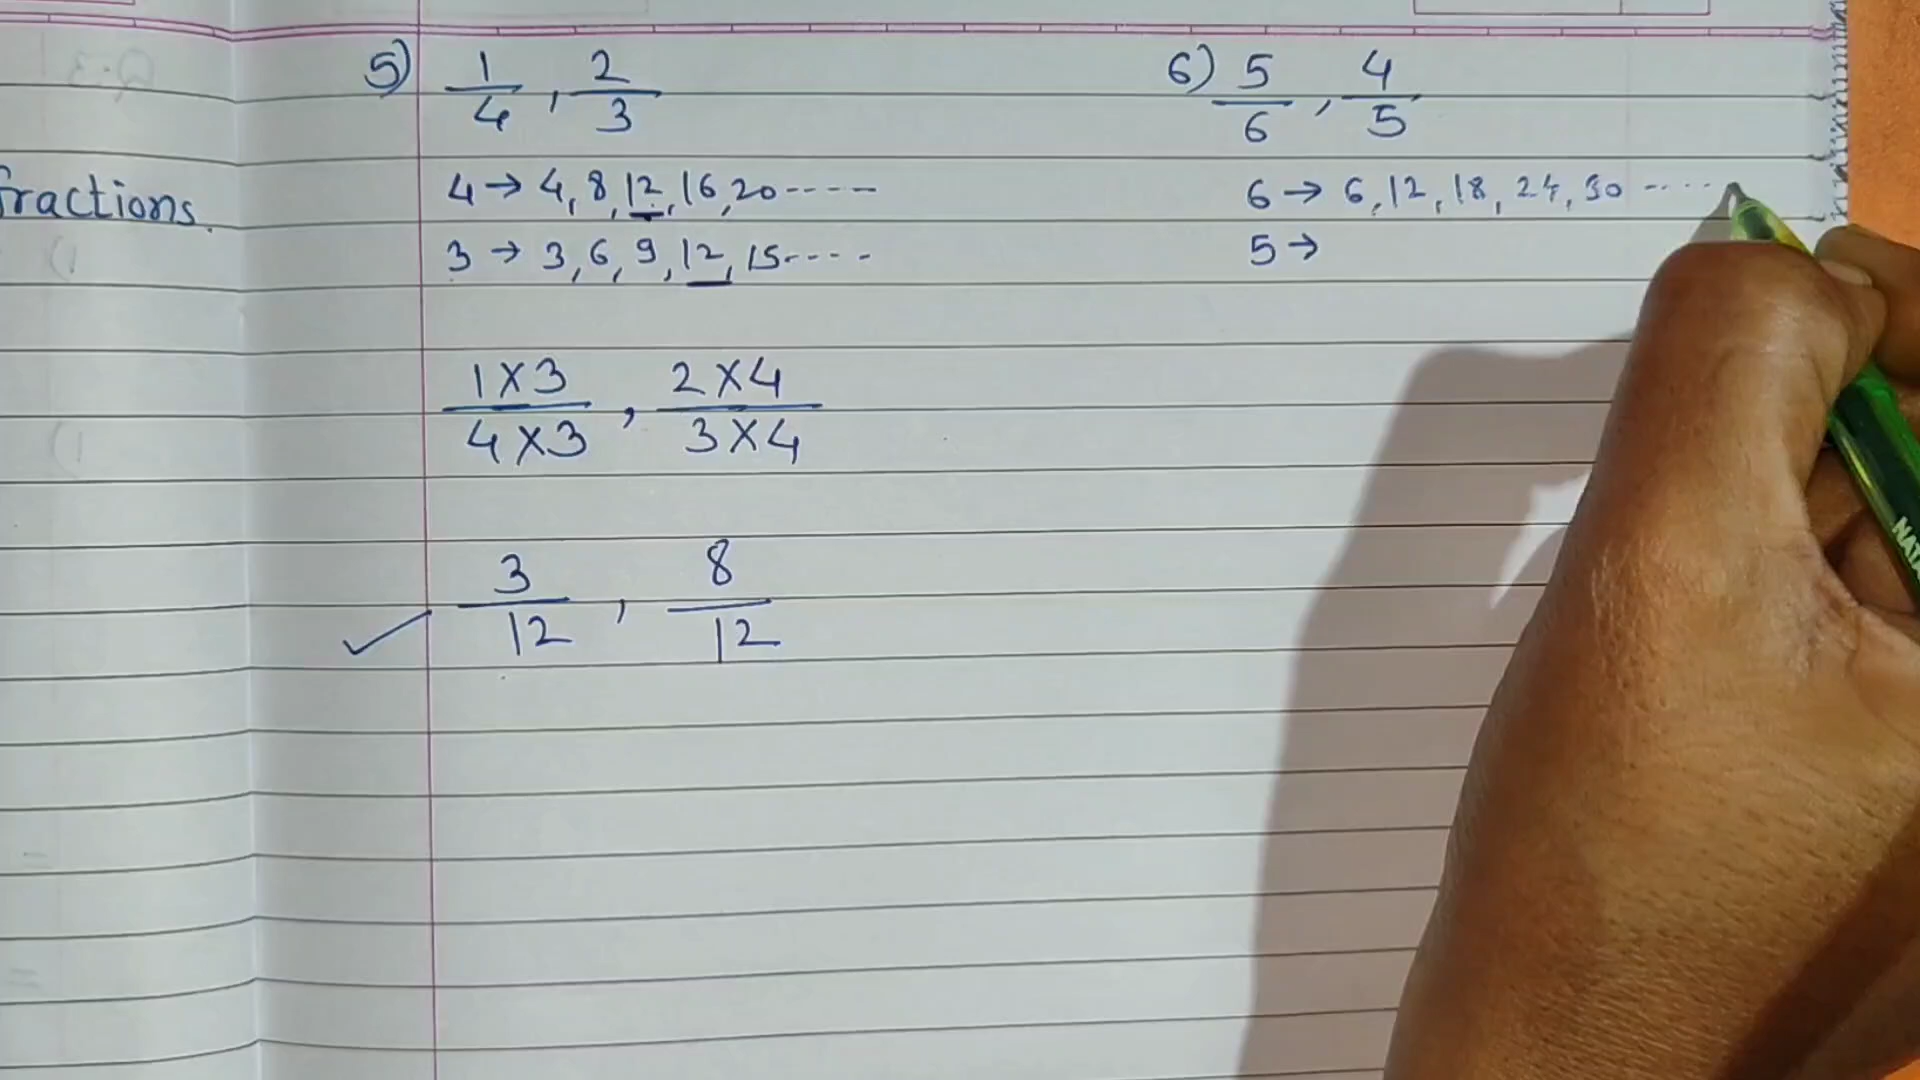 fractions.
5) 1/4 , 2/3
4 → 4, 8, 12, 16, 20-----
3 → 3, 6, 9, 12, 15-----
1 X 3 / 4 X 3 , 2 X 4 / 3 X 4
3/12 , 8/12
6) 5/6 , 4/5
6 → 6, 12, 18, 24, 30 -----
5 →